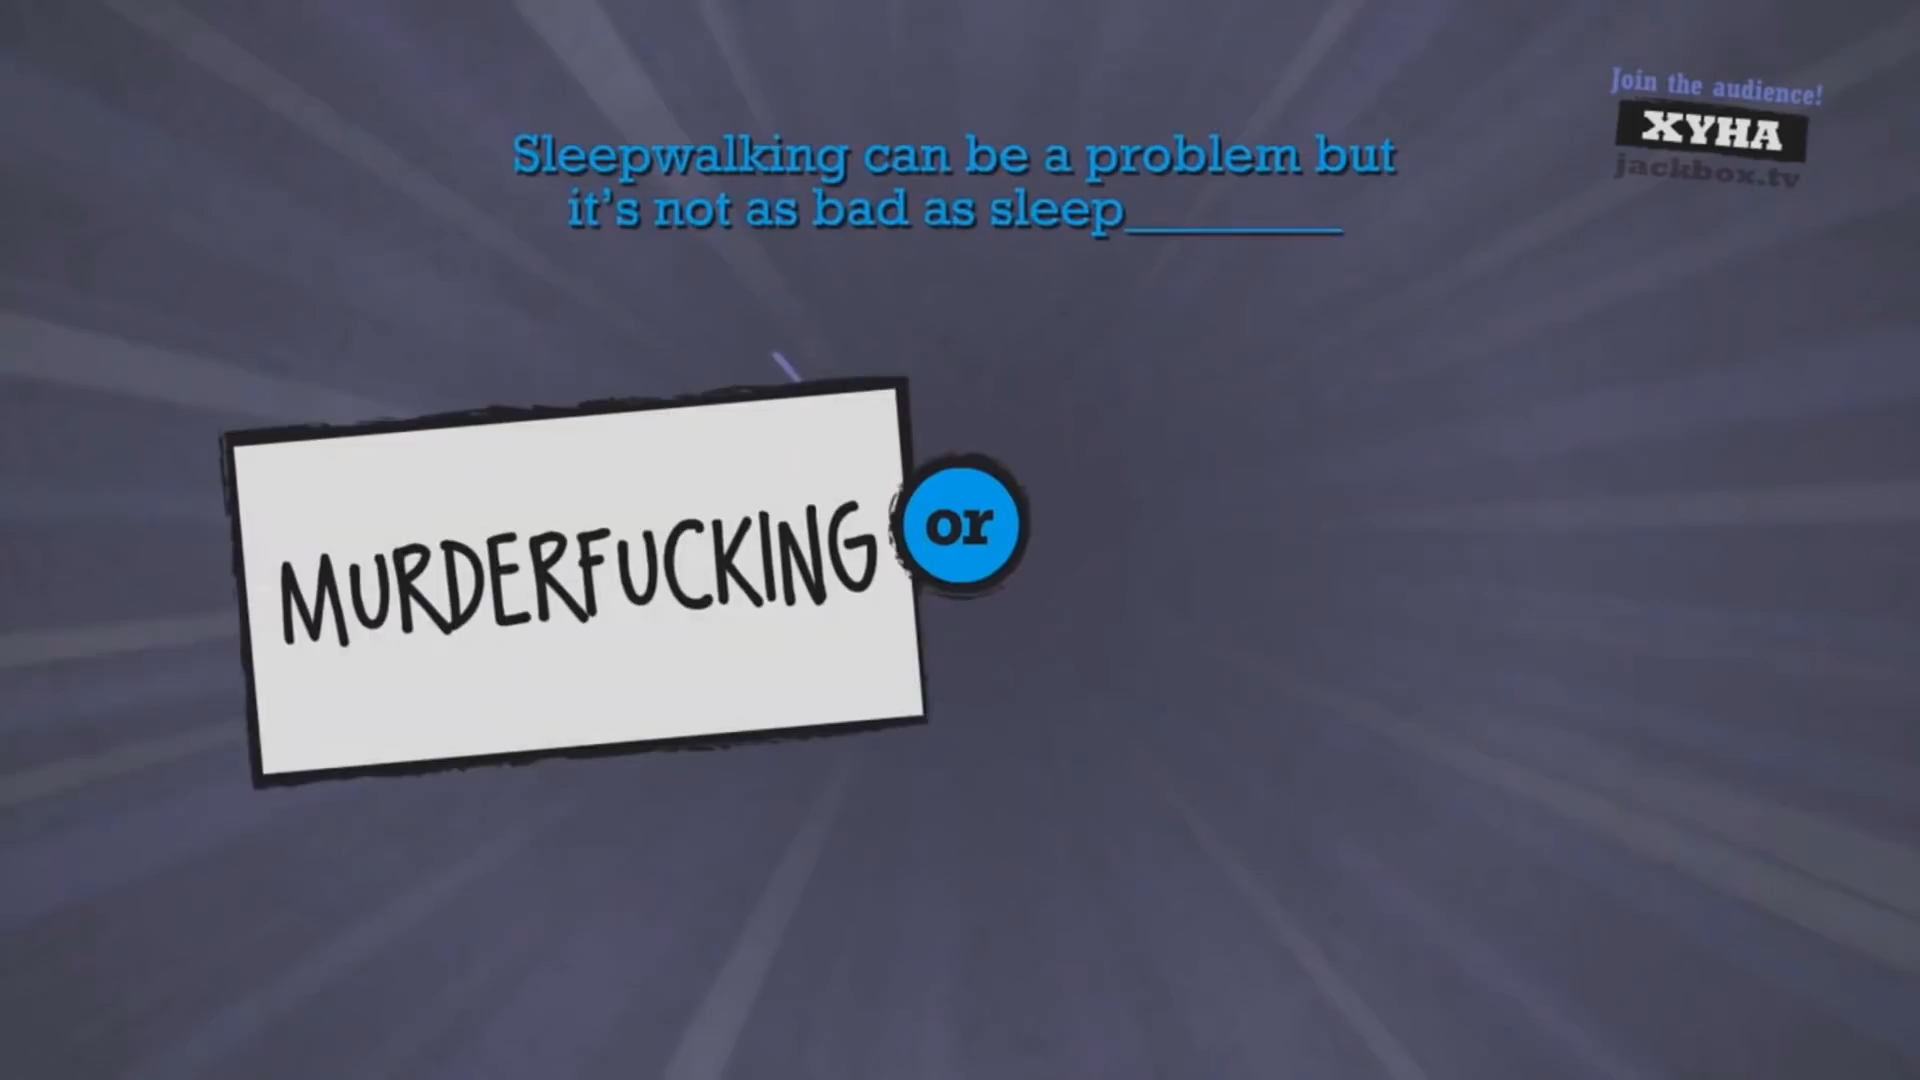 Join the audience!
XYHA
jackbox.tv
Sleepwalking can be a problem but
it's not as bad as sleep________
MURDERFUCKING
or